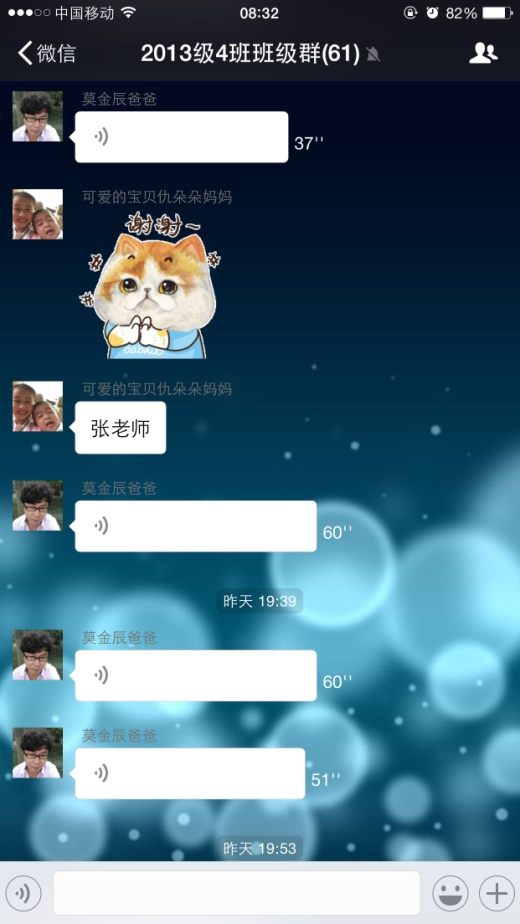 中国移动 08:32 82%
微信 2013级4班班级群(61)
莫金辰爸爸
37''
可爱的宝贝仇朵朵妈妈
谢谢~
babacc
可爱的宝贝仇朵朵妈妈
张老师
莫金辰爸爸
60''
昨天 19:39
莫金辰爸爸
60''
莫金辰爸爸
51''
昨天 19:53